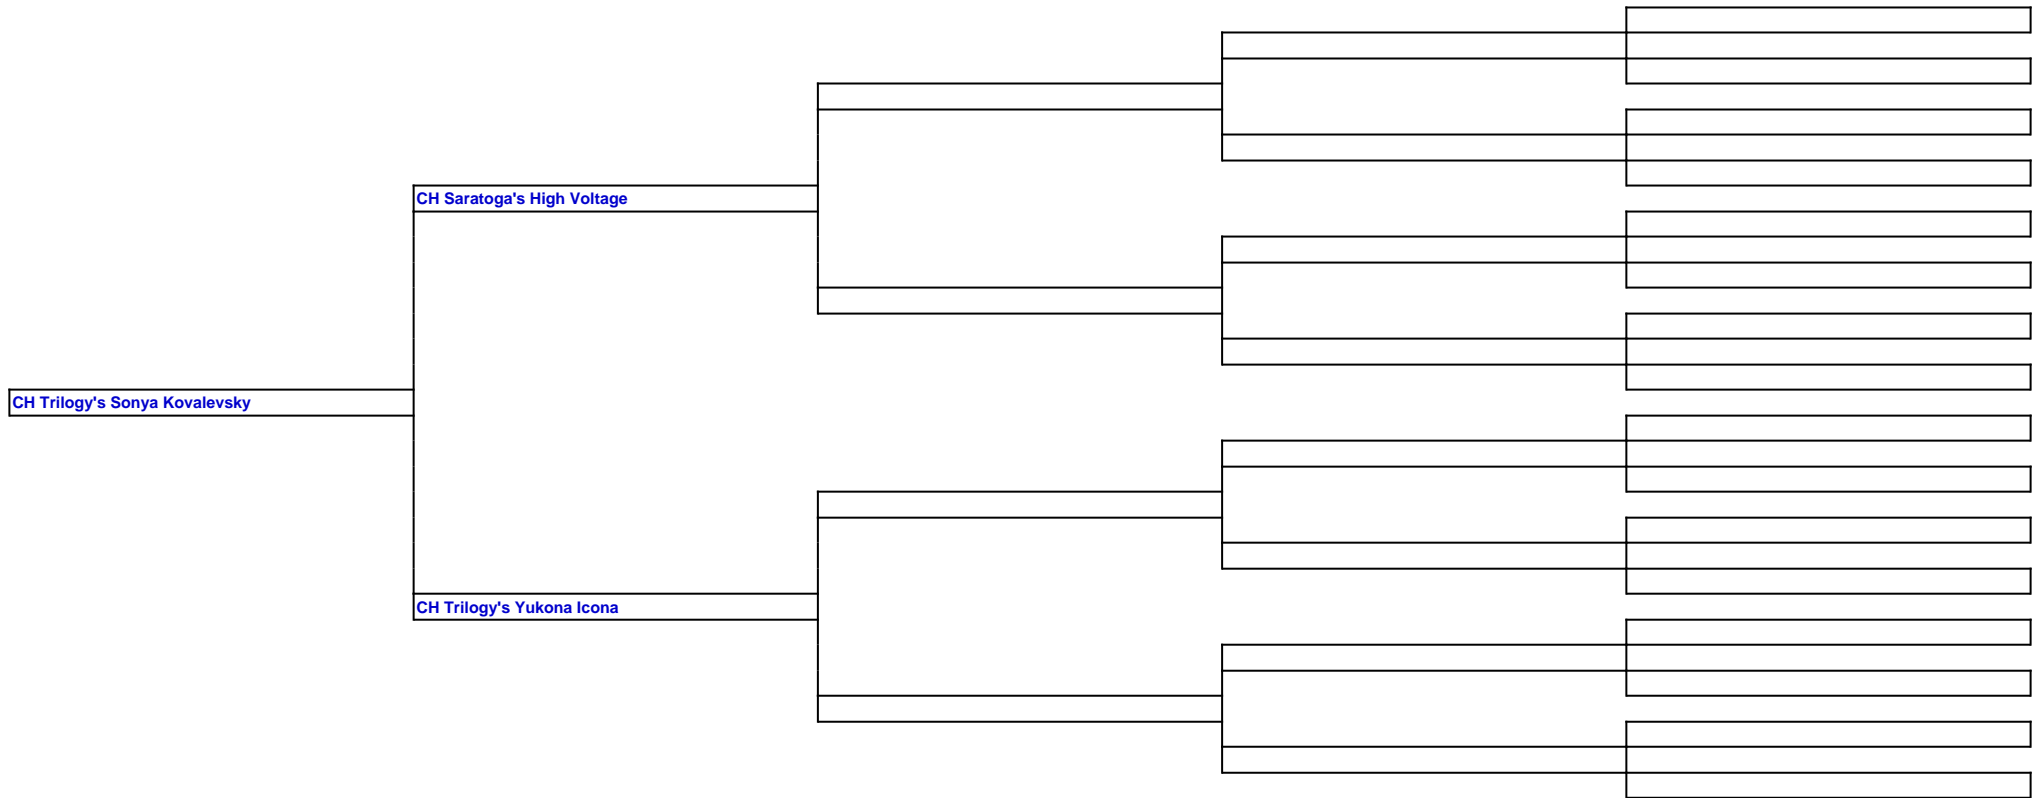 CH Saratoga's High Voltage
CH Trilogy's Sonya Kovalevsky
CH Trilogy's Yukona Icona